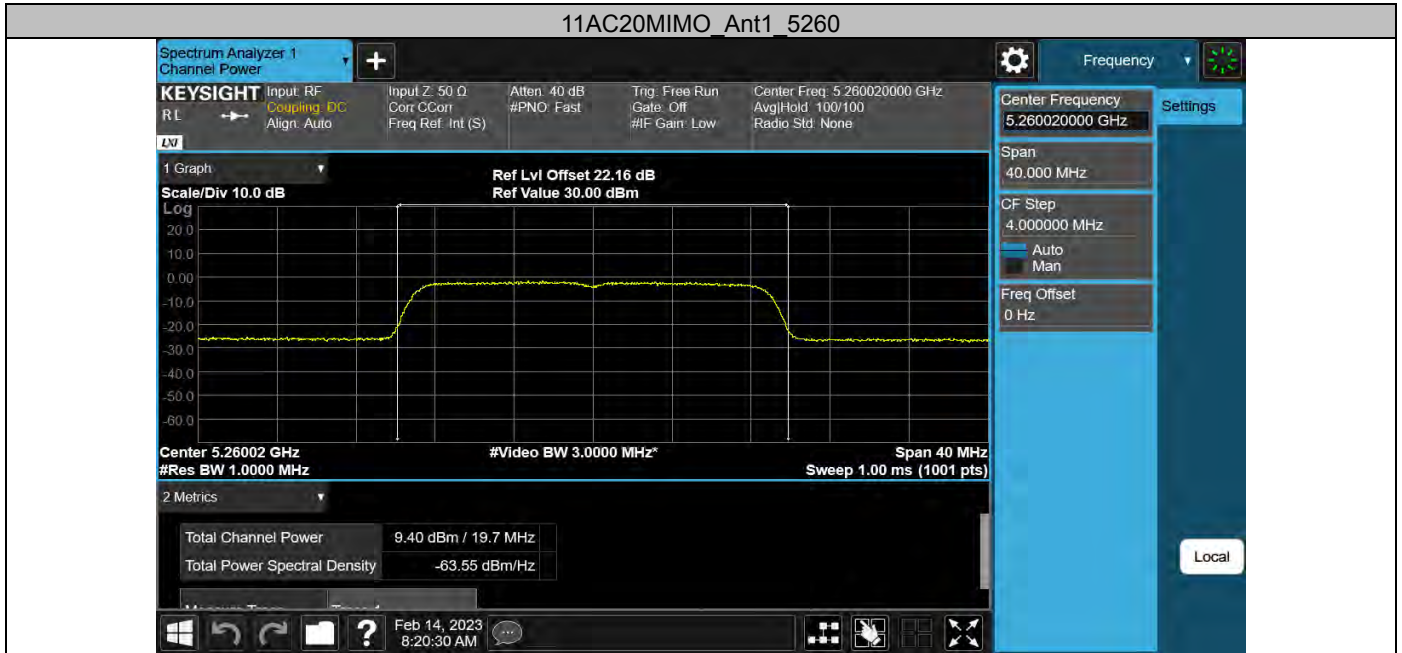 11AC20MIMO_Ant1_5260
Spectrum Analyzer 1
Channel Power
Frequency
KEYSIGHT
RL
LXI
Input: RF
Coupling: DC
Align: Auto
Input Z: 50 Ω
Corr CCorr
Freq Ref: Int (S)
Atten: 40 dB
#PNO: Fast
Trig: Free Run
Gate: Off
#IF Gain: Low
Center Freq: 5.260020000 GHz
Avg|Hold: 100/100
Radio Std: None
Center Frequency
5.260020000 GHz
Settings
Span
40.000 MHz
CF Step
4.000000 MHz
Auto
Man
Freq Offset
0 Hz
1 Graph
Scale/Div 10.0 dB
Ref Lvl Offset 22.16 dB
Ref Value 30.00 dBm
Log
20.0
10.0
0.00
-10.0
-20.0
-30.0
-40.0
-50.0
-60.0
Center 5.26002 GHz
#Video BW 3.0000 MHz*
Span 40 MHz
#Res BW 1.0000 MHz
Sweep 1.00 ms (1001 pts)
2 Metrics
Total Channel Power 9.40 dBm / 19.7 MHz
Total Power Spectral Density -63.55 dBm/Hz
Local
?
Feb 14, 2023
8:20:30 AM